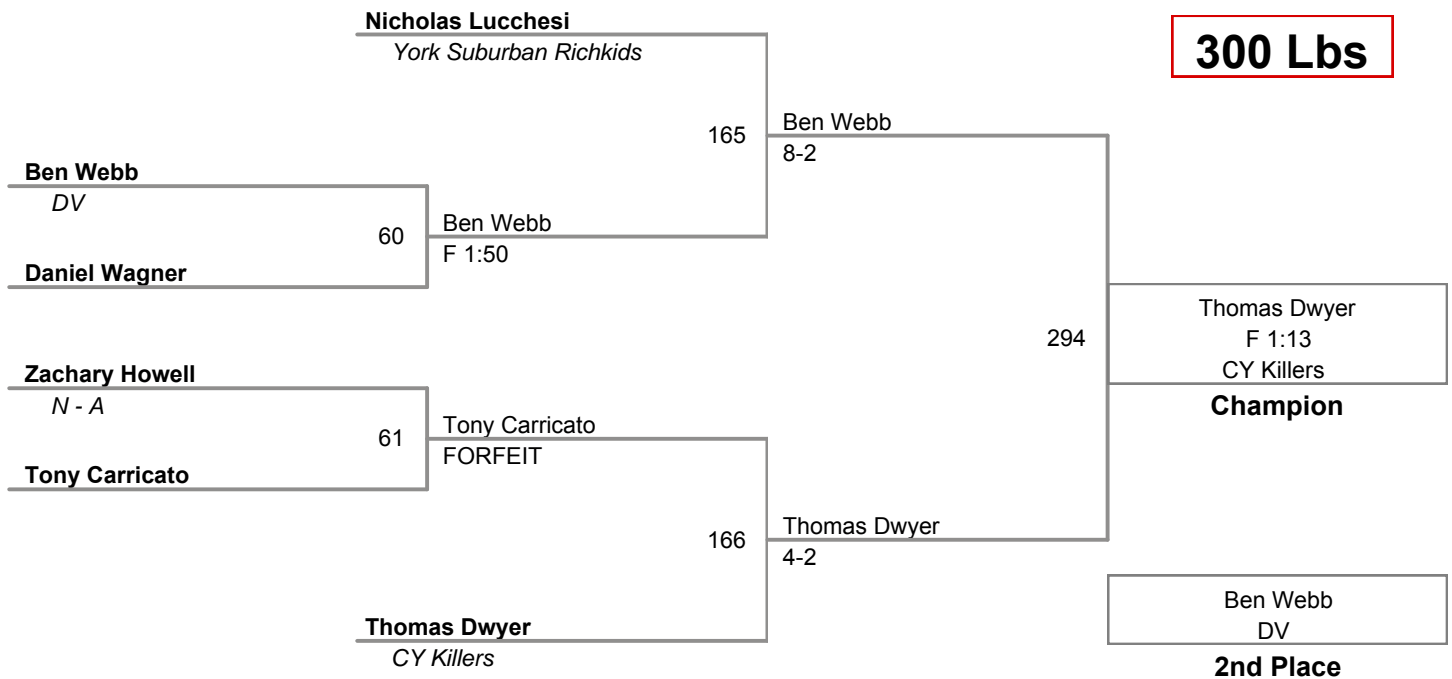 Nicholas Lucchesi
York Suburban Richkids
300 Lbs
165
Ben Webb
8-2
Ben Webb
DV
60
Ben Webb
F 1:50
Daniel Wagner
294
Thomas Dwyer
F 1:13
CY Killers
Champion
Zachary Howell
N - A
61
Tony Carricato
FORFEIT
Tony Carricato
166
Thomas Dwyer
4-2
Thomas Dwyer
CY Killers
Ben Webb
DV
2nd Place